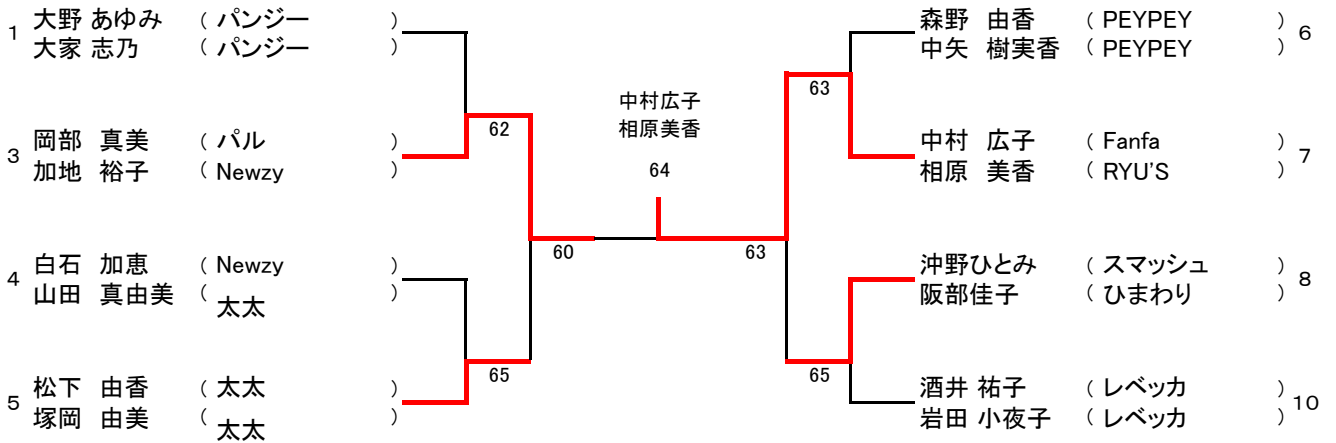 1 大野 あゆみ ( パンジー )
大家 志乃 ( パンジー )
62
3 岡部 真美 ( パル )
加地 裕子 ( Newzy )
60
4 白石 加恵 ( Newzy )
山田 真由美 ( 太太 )
65
5 松下 由香 ( 太太 )
塚岡 由美 ( 太太 )
中村広子
相原美香
64
森野 由香 ( PEYPEY ) 6
中矢 樹実香 ( PEYPEY )
63
中村 広子 ( Fanfa ) 7
相原 美香 ( RYU'S )
63
沖野ひとみ ( スマッシュ ) 8
阪部佳子 ( ひまわり )
65
酒井 祐子 ( レベッカ ) 10
岩田 小夜子 ( レベッカ )